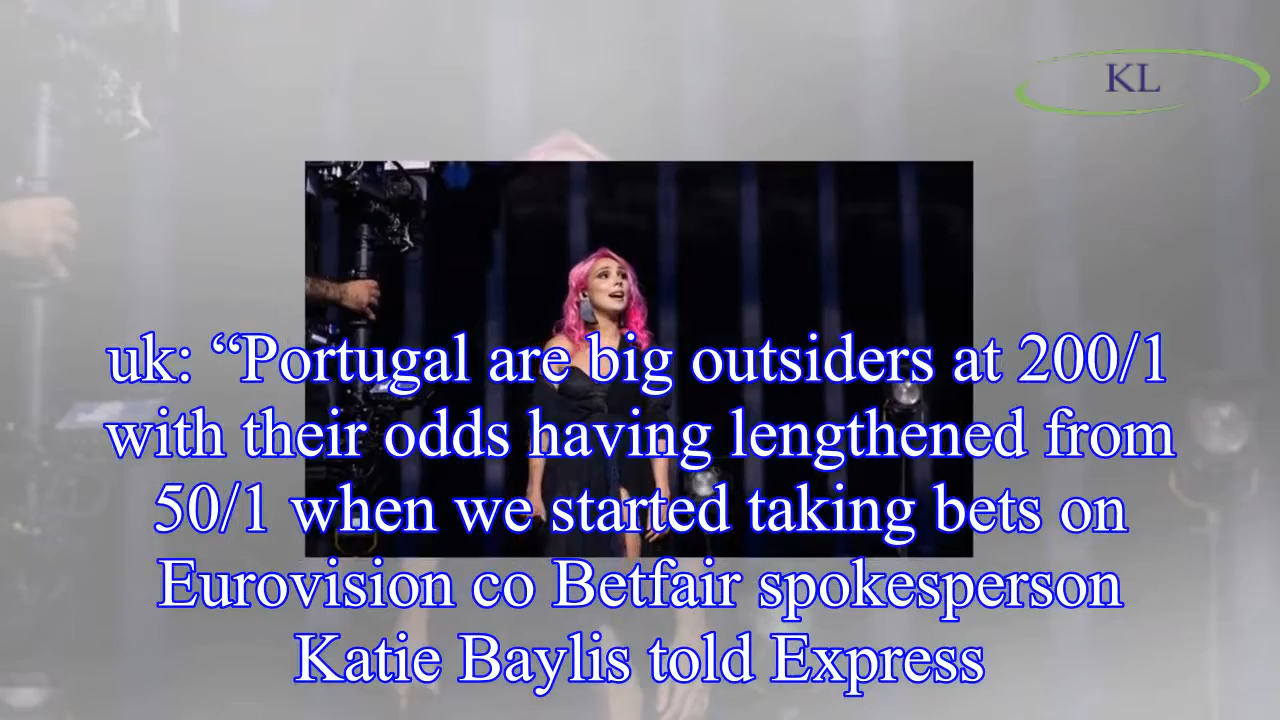 KL
uk: “Portugal are big outsiders at 200/1
with their odds having lengthened from
50/1 when we started taking bets on
Eurovision co Betfair spokesperson
Katie Baylis told Express